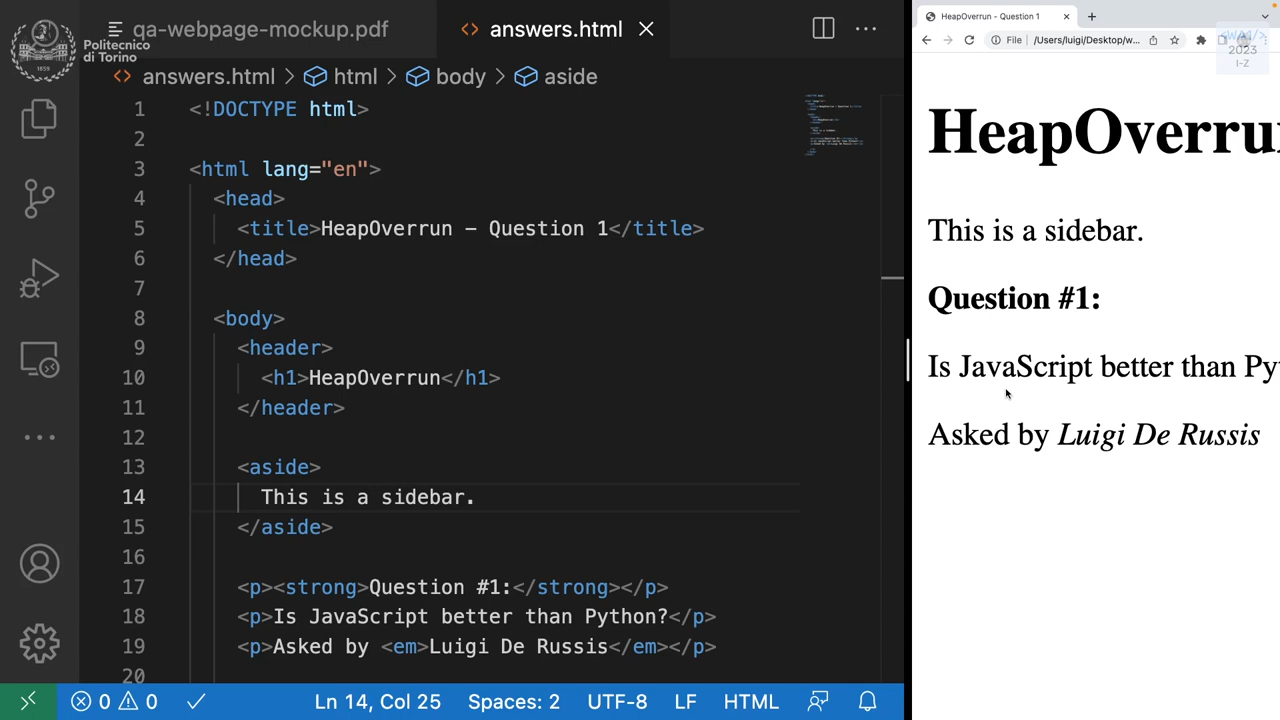 qa-webpage-mockup.pdf
answers.html
Politecnico
di Torino
1859
answers.html > html > body > aside
1 <!DOCTYPE html>
2
3 <html lang="en">
4 <head>
5 <title>HeapOverrun – Question 1</title>
6 </head>
7
8 <body>
9 <header>
10 <h1>HeapOverrun</h1>
11 </header>
12
13 <aside>
14 This is a sidebar.
15 </aside>
16
17 <p><strong>Question #1:</strong></p>
18 <p>Is JavaScript better than Python?</p>
19 <p>Asked by <em>Luigi De Russis</em></p>
20
0 0
Ln 14, Col 25
Spaces: 2
UTF-8
LF
HTML
HeapOverrun - Question 1
File
/Users/luigi/Desktop/w...
<WA1/>
2023
I-Z
HeapOverru
This is a sidebar.
Question #1:
Is JavaScript better than Py
Asked by Luigi De Russis